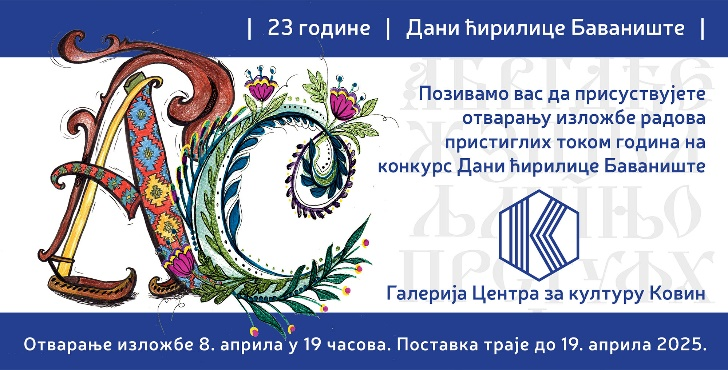 | 23 године | Дани ћирилице Баваниште |
Позивамо вас да присуствујете
отварању изложбе радова
пристиглих током година на
конкурс Дани ћирилице Баваниште
Галерија Центра за културу Ковин
Отварање изложбе 8. априла у 19 часова. Поставка траје до 19. априла 2025.